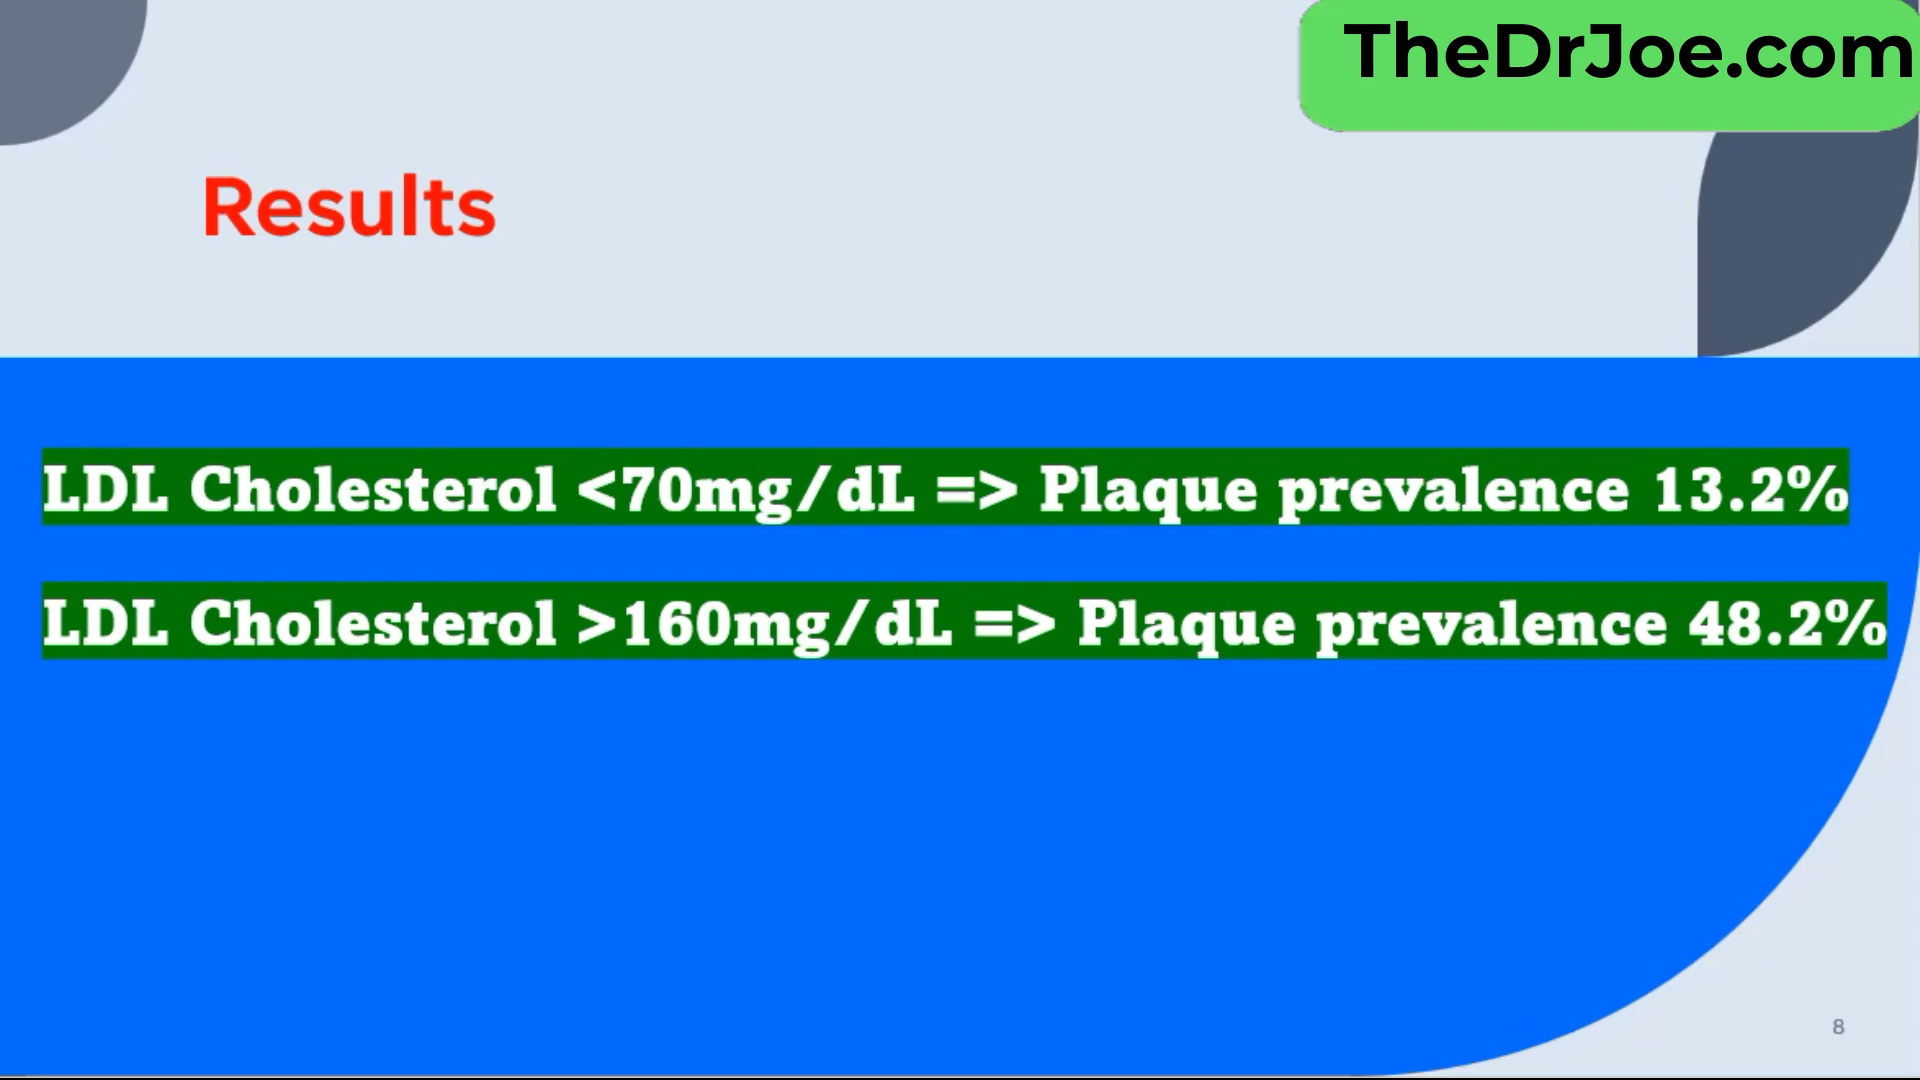 TheDrJoe.com
Results
LDL Cholesterol <70mg/dL => Plaque prevalence 13.2%
LDL Cholesterol >160mg/dL => Plaque prevalence 48.2%
8